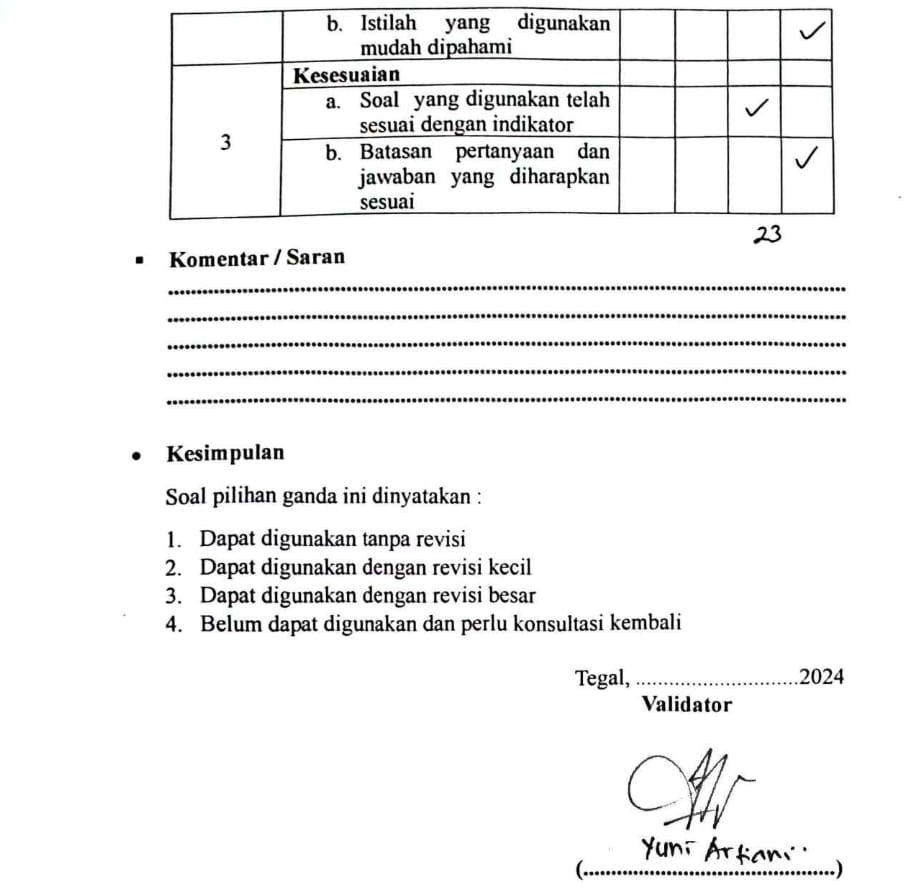 b. Istilah yang digunakan
mudah dipahami
Kesesuaian
a. Soal yang digunakan telah
sesuai dengan indikator
3
b. Batasan pertanyaan dan
jawaban yang diharapkan
sesuai
23
Komentar / Saran
Kesimpulan
Soal pilihan ganda ini dinyatakan :
1. Dapat digunakan tanpa revisi
2. Dapat digunakan dengan revisi kecil
3. Dapat digunakan dengan revisi besar
4. Belum dapat digunakan dan perlu konsultasi kembali
Tegal, ............................2024
Validator
Yuni Arfiani